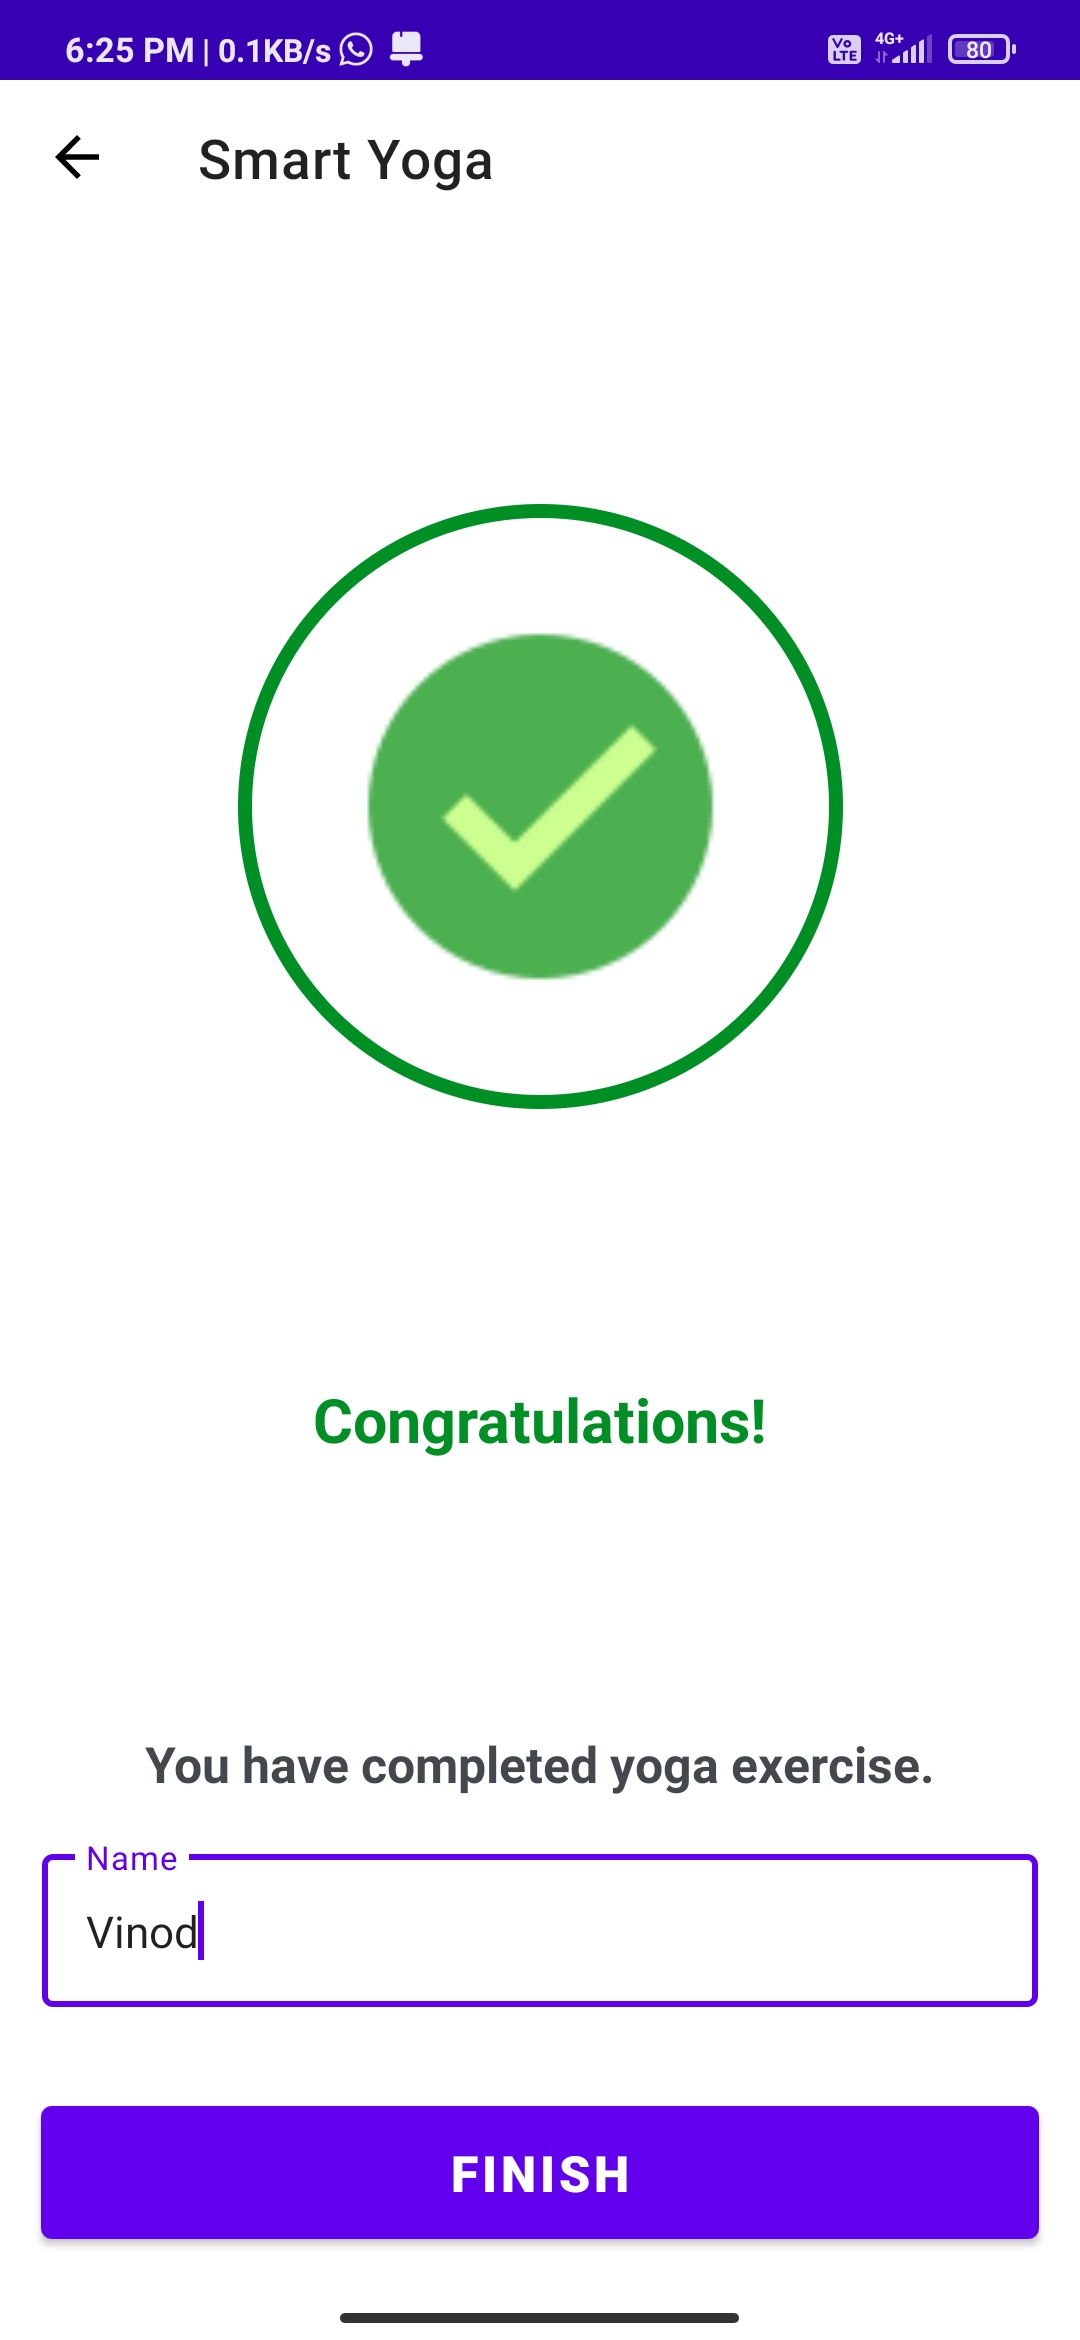 6:25 PM | 0.1KB/s Vo LTE 4G+ 80
Smart Yoga
Congratulations!
You have completed yoga exercise.
Name
Vinod
FINISH